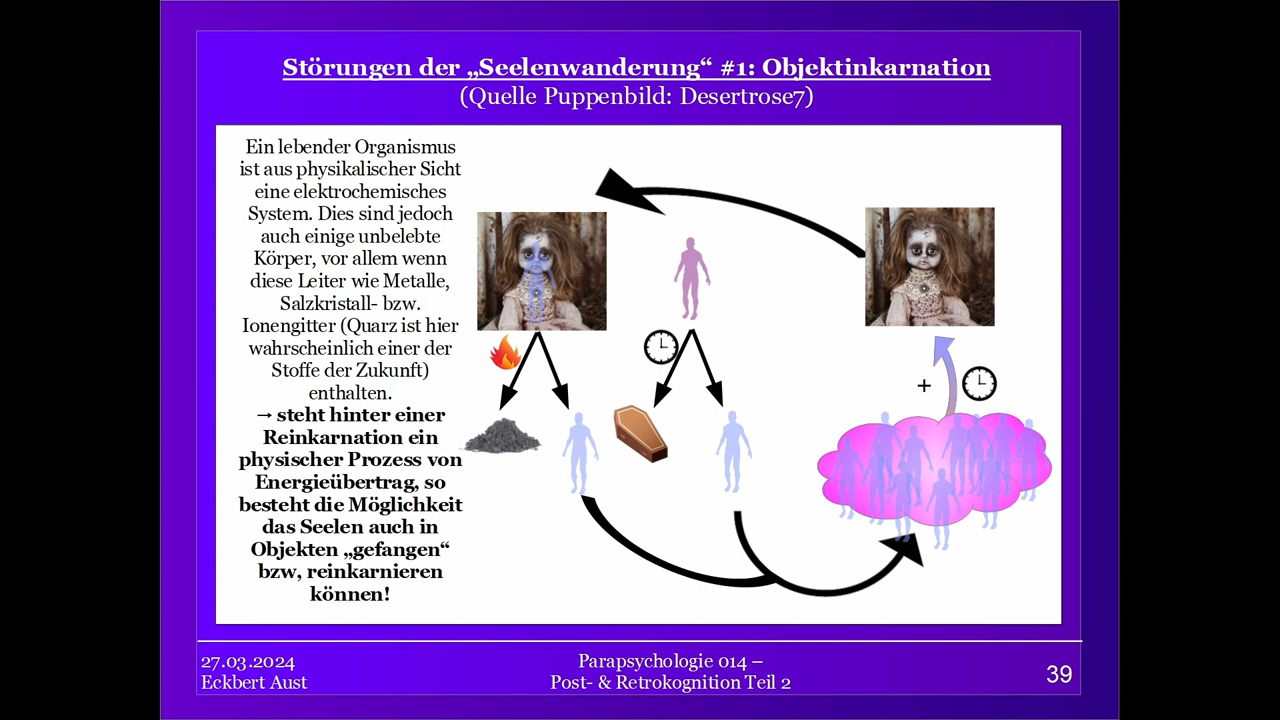 Störungen der „Seelenwanderung“ #1: Objektinkarnation
(Quelle Puppenbild: Desertrose7)
Ein lebender Organismus
ist aus physikalischer Sicht
eine elektrochemisches
System. Dies sind jedoch
auch einige unbelebte
Körper, vor allem wenn
diese Leiter wie Metalle,
Salzkristall- bzw.
Ionengitter (Quarz ist hier
wahrscheinlich einer der
Stoffe der Zukunft)
enthalten.
→ steht hinter einer
Reinkarnation ein
physischer Prozess von
Energieübertrag, so
besteht die Möglichkeit
das Seelen auch in
Objekten „gefangen“
bzw, reinkarnieren
können!
+
27.03.2024
Eckbert Aust
Parapsychologie 014 –
Post- & Retrokognition Teil 2
39